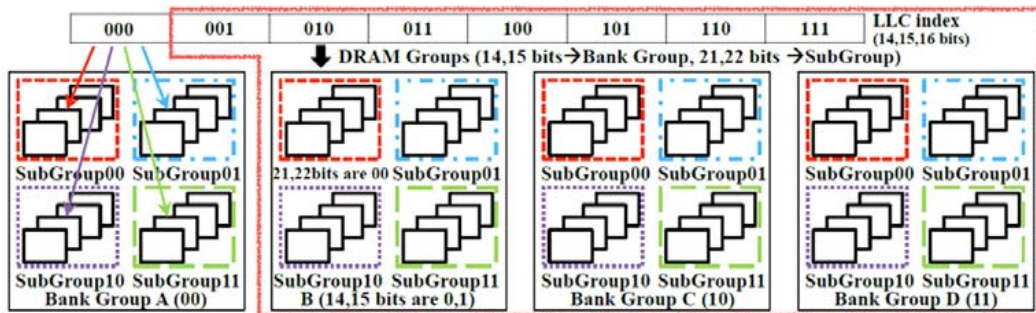 000 001 010 011 100 101 110 111 LLC index
(14,15,16 bits)
DRAM Groups (14,15 bits→Bank Group, 21,22 bits →SubGroup)
SubGroup00 SubGroup01 21,22bits are 00 SubGroup01 SubGroup00 SubGroup01 SubGroup00 SubGroup01
SubGroup10 SubGroup11 SubGroup10 SubGroup11 SubGroup10 SubGroup11 SubGroup10 SubGroup11
Bank Group A (00) B (14,15 bits are 0,1) Bank Group C (10) Bank Group D (11)